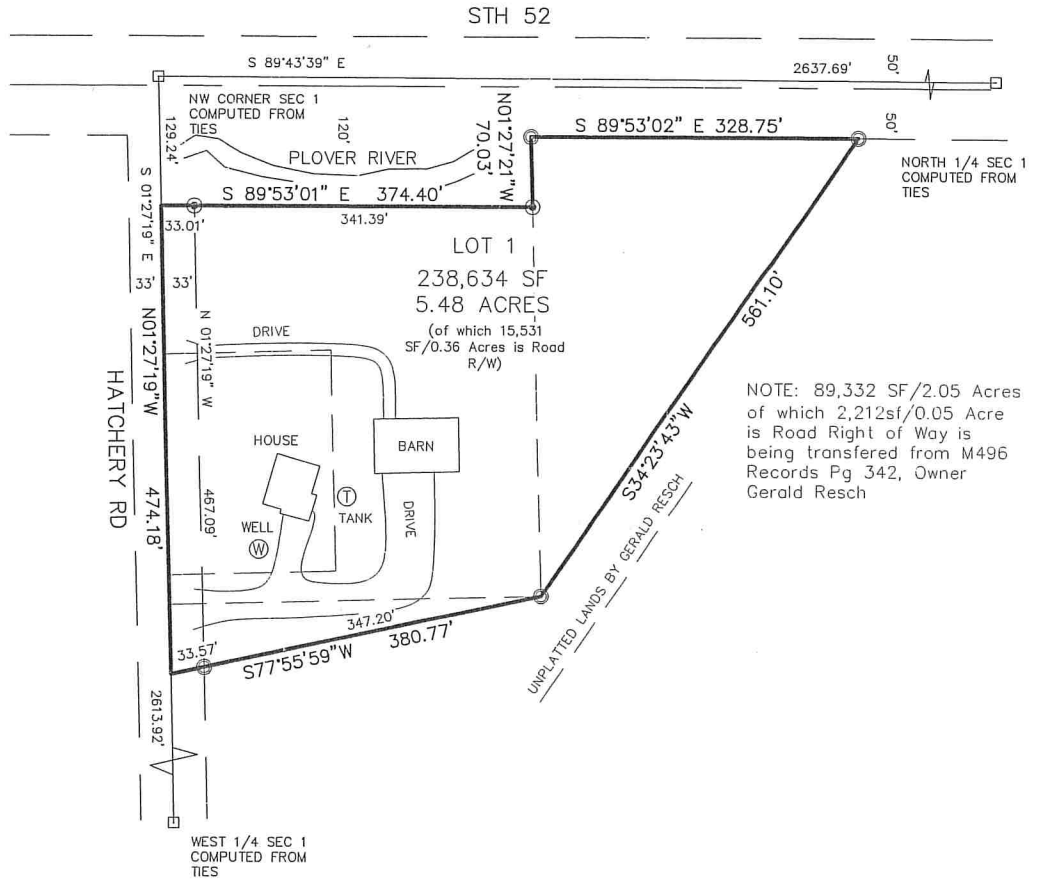 STH 52
S 89°43'39" E
2637.69'
50'
NW CORNER SEC 1
COMPUTED FROM
TIES
129.24'
120'
PLOVER RIVER
N01°27'21"W
70.03'
S 89°53'02" E 328.75'
50'
NORTH 1/4 SEC 1
COMPUTED FROM
TIES
S 01°27'19" E
S 89°53'01" E 374.40'
33.01'
341.39'
33'
33'
LOT 1
238,634 SF
5.48 ACRES
(of which 15,531
SF/0.36 Acres is Road
R/W)
N01°27'19"W
N 01°27'19" W
DRIVE
561.10'
HATCHERY RD
HOUSE
BARN
NOTE: 89,332 SF/2.05 Acres
of which 2,212sf/0.05 Acre
is Road Right of Way is
being transfered from M496
Records Pg 342, Owner
Gerald Resch
S34°23'43"W
474.18'
467.09'
T
TANK
WELL
W
DRIVE
UNPLATTED LANDS BY GERALD RESCH
347.20'
33.57'
S77°55'59"W 380.77'
2613.92'
WEST 1/4 SEC 1
COMPUTED FROM
TIES